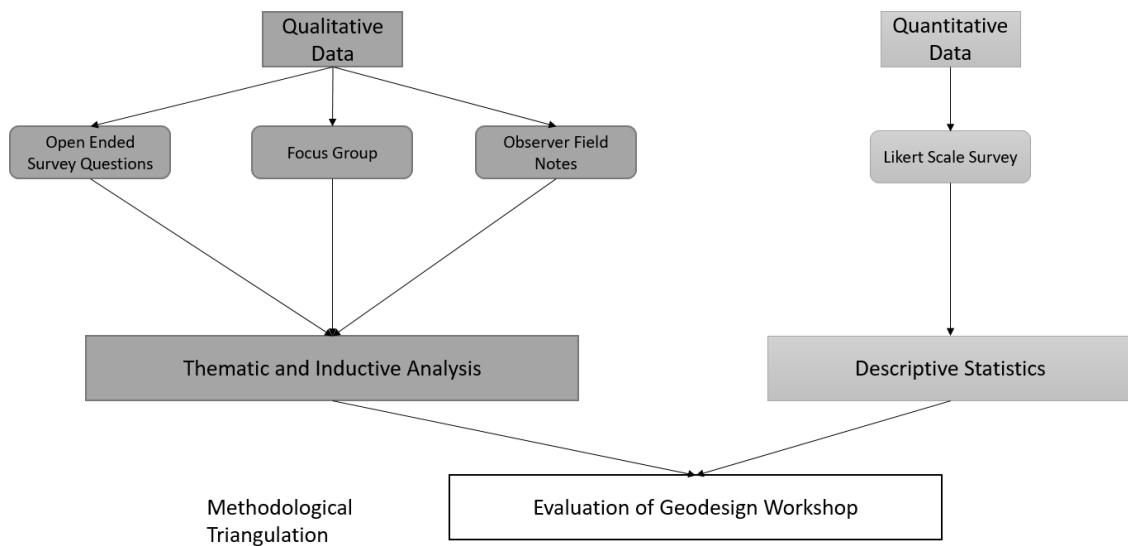 Qualitative
Data
Quantitative
Data
Open Ended
Survey Questions
Focus Group
Observer Field
Notes
Likert Scale Survey
Thematic and Inductive Analysis
Descriptive Statistics
Evaluation of Geodesign Workshop
Methodological
Triangulation